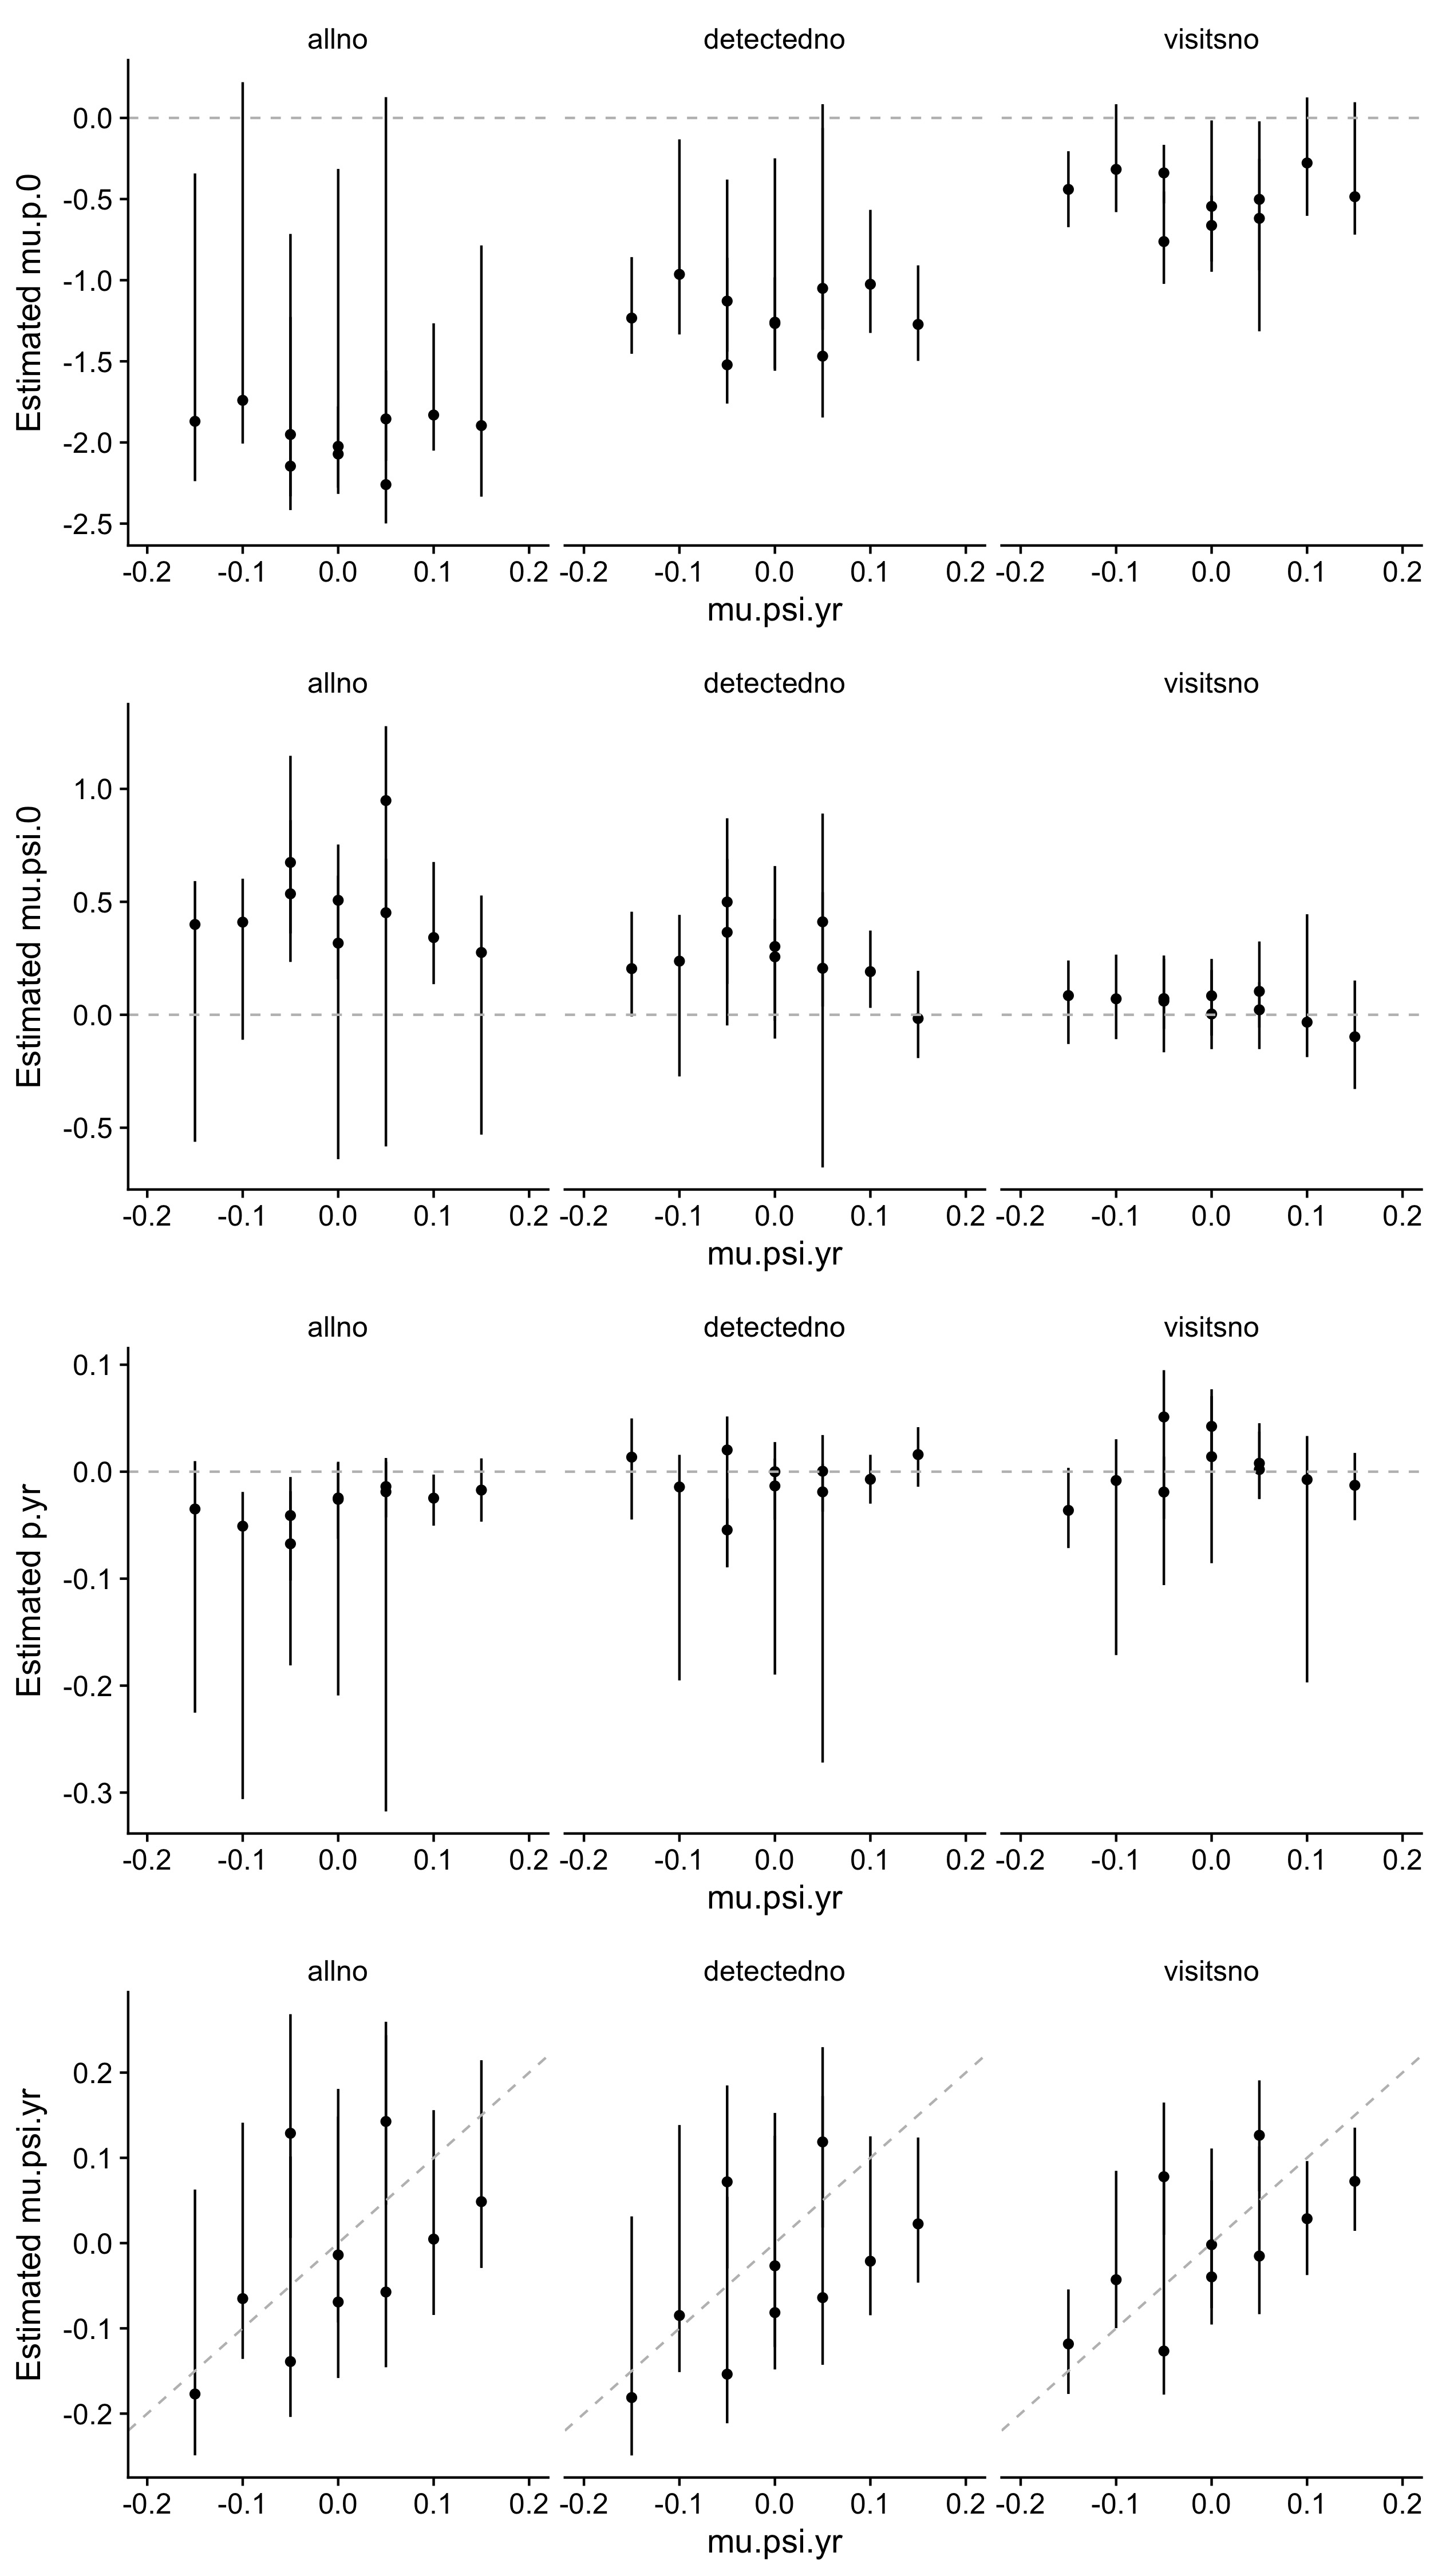 allno detectedno visitsno
Estimated mu.p.0
0.0
-0.5
-1.0
-1.5
-2.0
-2.5
-0.2 -0.1 0.0 0.1 0.2 -0.2 -0.1 0.0 0.1 0.2 -0.2 -0.1 0.0 0.1 0.2
mu.psi.yr
allno detectedno visitsno
Estimated mu.psi.0
1.0
0.5
0.0
-0.5
-0.2 -0.1 0.0 0.1 0.2 -0.2 -0.1 0.0 0.1 0.2 -0.2 -0.1 0.0 0.1 0.2
mu.psi.yr
allno detectedno visitsno
Estimated p.yr
0.1
0.0
-0.1
-0.2
-0.3
-0.2 -0.1 0.0 0.1 0.2 -0.2 -0.1 0.0 0.1 0.2 -0.2 -0.1 0.0 0.1 0.2
mu.psi.yr
allno detectedno visitsno
Estimated mu.psi.yr
0.2
0.1
0.0
-0.1
-0.2
-0.2 -0.1 0.0 0.1 0.2 -0.2 -0.1 0.0 0.1 0.2 -0.2 -0.1 0.0 0.1 0.2
mu.psi.yr